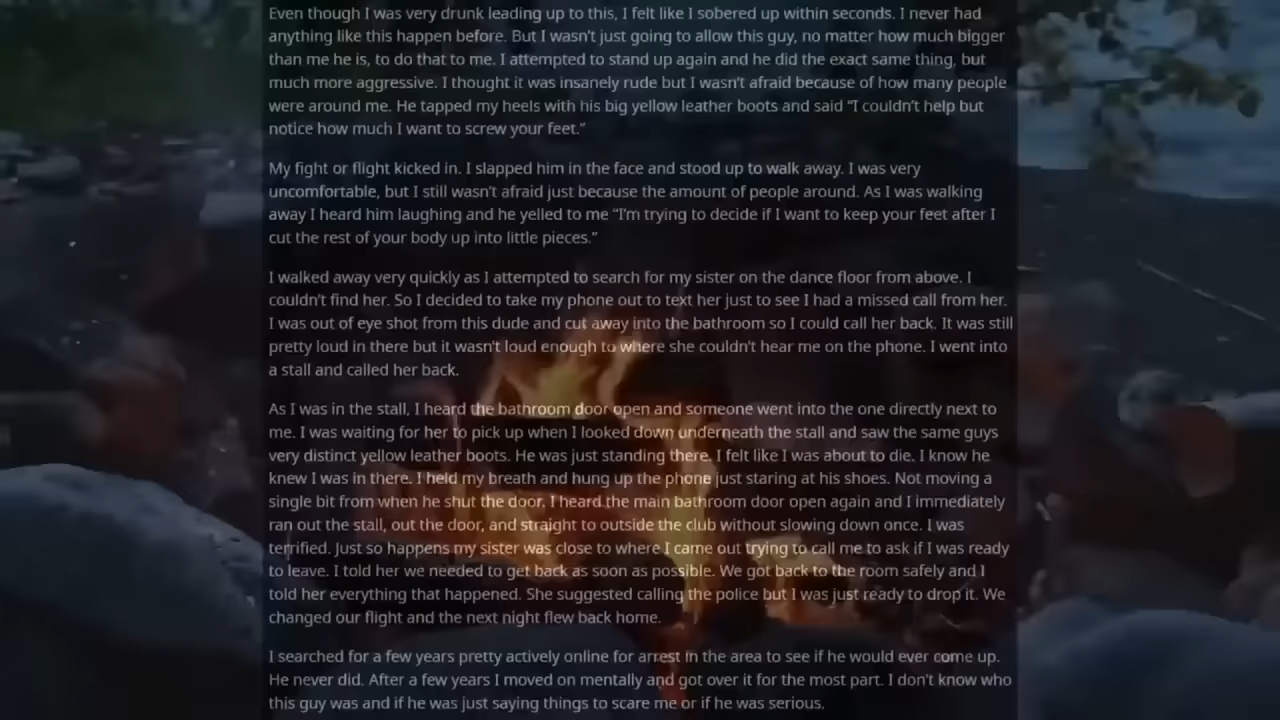 Even though I was very drunk leading up to this, I felt like I sobered up within seconds. I never had
anything like this happen before. But I wasn't just going to allow this guy, no matter how much bigger
than me he is, to do that to me. I attempted to stand up again and he did the exact same thing, but
much more aggressive. I thought it was insanely rude but I wasn't afraid because of how many people
were around me. He tapped my heels with his big yellow leather boots and said “I couldn't help but
notice how much I want to screw your feet.”
My fight or flight kicked in. I slapped him in the face and stood up to walk away. I was very
uncomfortable, but I still wasn't afraid just because the amount of people around. As I was walking
away I heard him laughing and he yelled to me “I'm trying to decide if I want to keep your feet after I
cut the rest of your body up into little pieces.”
I walked away very quickly as I attempted to search for my sister on the dance floor from above. I
couldn't find her. So I decided to take my phone out to text her just to see I had a missed call from her.
I was out of eye shot from this dude and cut away into the bathroom so I could call her back. It was still
pretty loud in there but it wasn't loud enough to where she couldn't hear me on the phone. I went into
a stall and called her back.
As I was in the stall, I heard the bathroom door open and someone went into the one directly next to
me. I was waiting for her to pick up when I looked down underneath the stall and saw the same guys
very distinct yellow leather boots. He was just standing there. I felt like I was about to die. I know he
knew I was in there. I held my breath and hung up the phone just staring at his shoes. Not moving a
single bit from when he shut the door. I heard the main bathroom door open again and I immediately
ran out the stall, out the door, and straight to outside the club without slowing down once. I was
terrified. Just so happens my sister was close to where I came out trying to call me to ask if I was ready
to leave. I told her we needed to get back as soon as possible. We got back to the room safely and I
told her everything that happened. She suggested calling the police but I was just ready to drop it. We
changed our flight and the next night flew back home.
I searched for a few years pretty actively online for arrest in the area to see if he would ever come up.
He never did. After a few years I moved on mentally and got over it for the most part. I don't know who
this guy was and if he was just saying things to scare me or if he was serious.